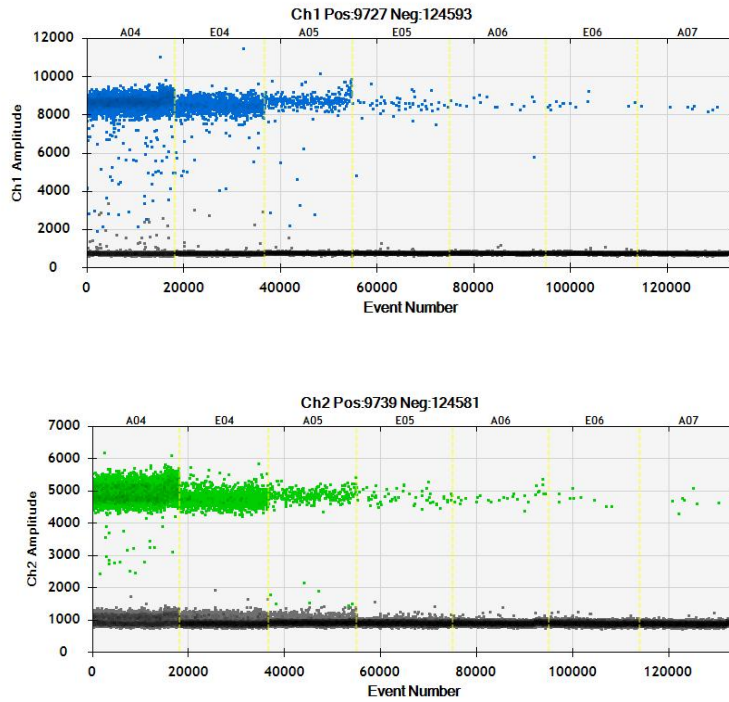 Ch1 Pos:9727 Neg:124593
A04 E04 A05 E05 A06 E06 A07
12000
10000
8000
6000
4000
2000
0
Ch1 Amplitude
0 20000 40000 60000 80000 100000 120000
Event Number
Ch2 Pos:9739 Neg:124581
A04 E04 A05 E05 A06 E06 A07
7000
6000
5000
4000
3000
2000
1000
0
Ch2 Amplitude
0 20000 40000 60000 80000 100000 120000
Event Number